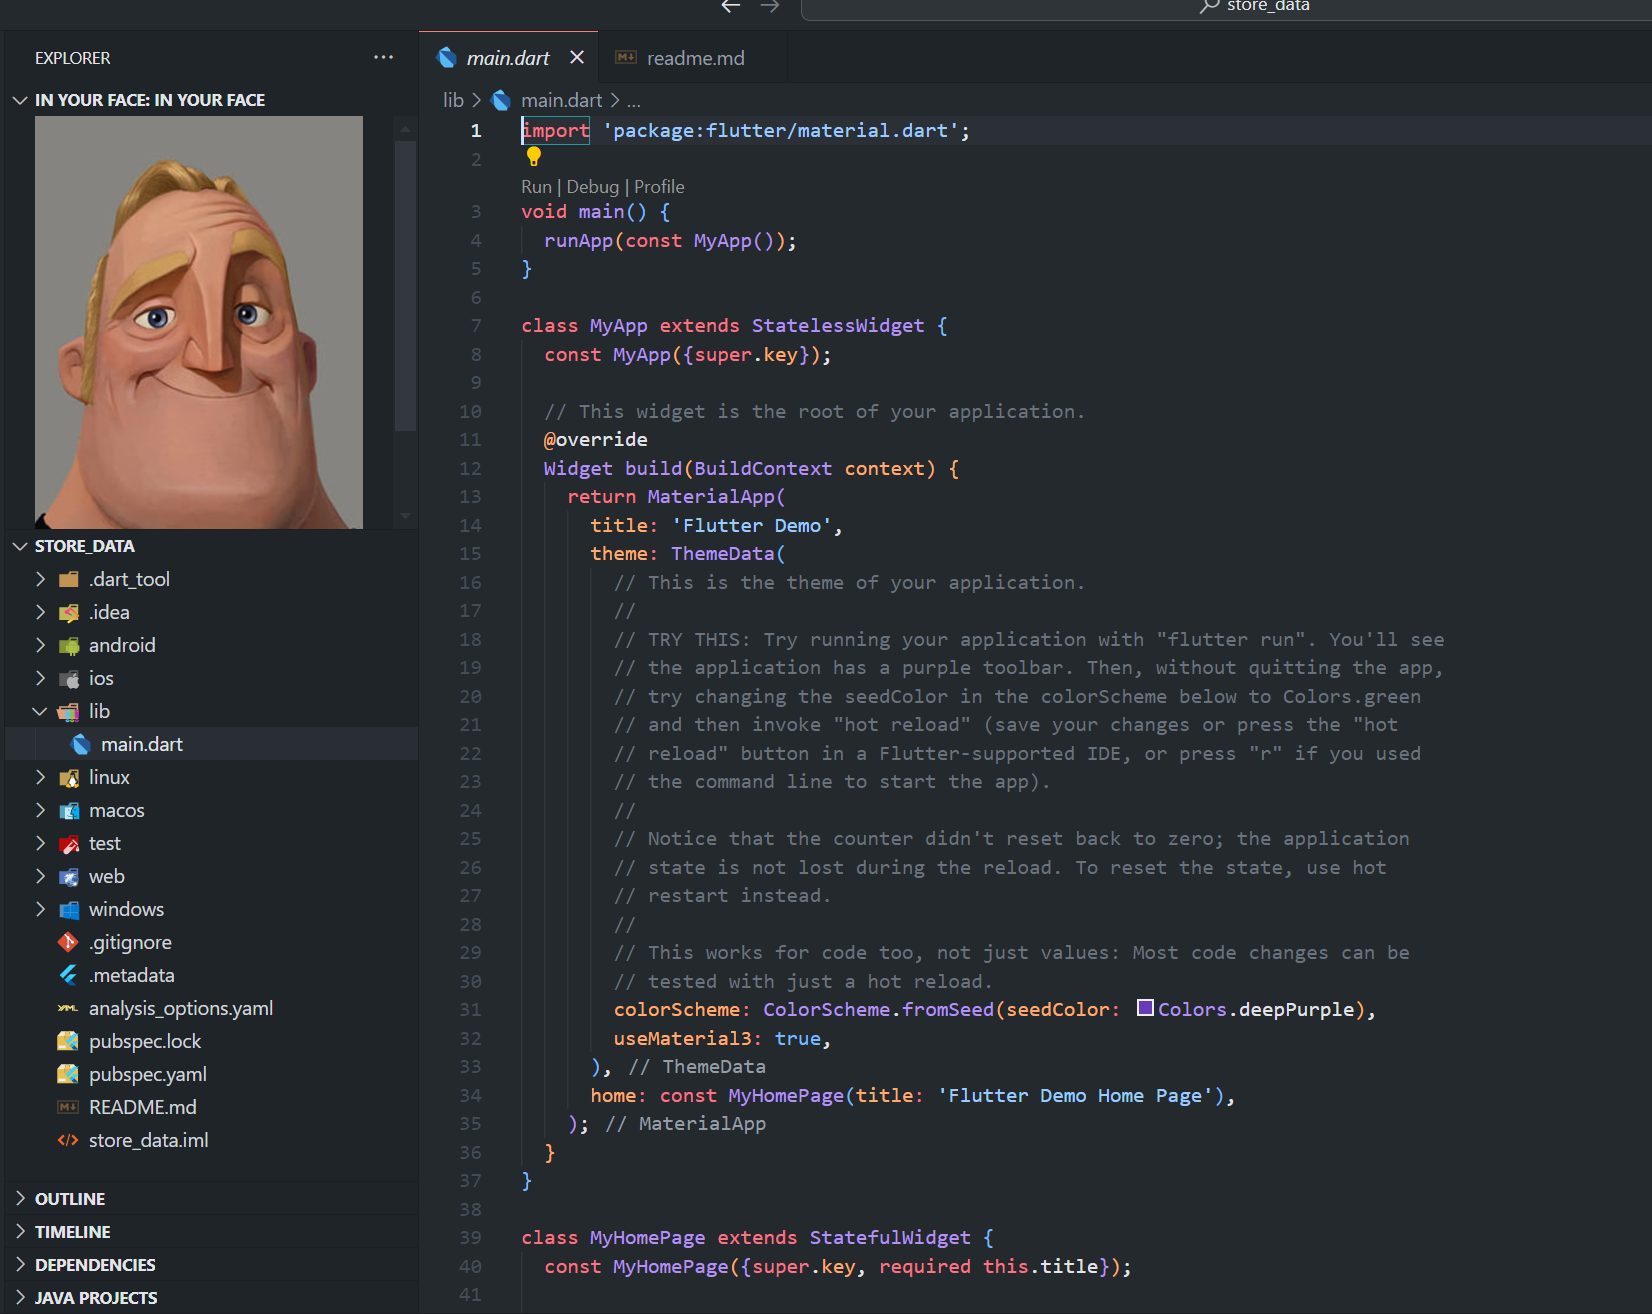 store_data
EXPLORER
main.dart
readme.md
IN YOUR FACE: IN YOUR FACE
lib > main.dart > ...
1 import 'package:flutter/material.dart';
2
Run | Debug | Profile
3 void main() {
4 runApp(const MyApp());
5 }
6
7 class MyApp extends StatelessWidget {
8 const MyApp({super.key});
9
10 // This widget is the root of your application.
11 @override
12 Widget build(BuildContext context) {
13 return MaterialApp(
14 title: 'Flutter Demo',
15 theme: ThemeData(
16 // This is the theme of your application.
17 //
18 // TRY THIS: Try running your application with "flutter run". You'll see
19 // the application has a purple toolbar. Then, without quitting the app,
20 // try changing the seedColor in the colorScheme below to Colors.green
21 // and then invoke "hot reload" (save your changes or press the "hot
22 // reload" button in a Flutter-supported IDE, or press "r" if you used
23 // the command line to start the app).
24 //
25 // Notice that the counter didn't reset back to zero; the application
26 // state is not lost during the reload. To reset the state, use hot
27 // restart instead.
28 //
29 // This works for code too, not just values: Most code changes can be
30 // tested with just a hot reload.
31 colorScheme: ColorScheme.fromSeed(seedColor: Colors.deepPurple),
32 useMaterial3: true,
33 ), // ThemeData
34 home: const MyHomePage(title: 'Flutter Demo Home Page'),
35 ); // MaterialApp
36 }
37 }
38
39 class MyHomePage extends StatefulWidget {
40 const MyHomePage({super.key, required this.title});
41
STORE_DATA
.dart_tool
.idea
android
ios
lib
main.dart
linux
macos
test
web
windows
.gitignore
.metadata
analysis_options.yaml
pubspec.lock
pubspec.yaml
README.md
store_data.iml
OUTLINE
TIMELINE
DEPENDENCIES
JAVA PROJECTS